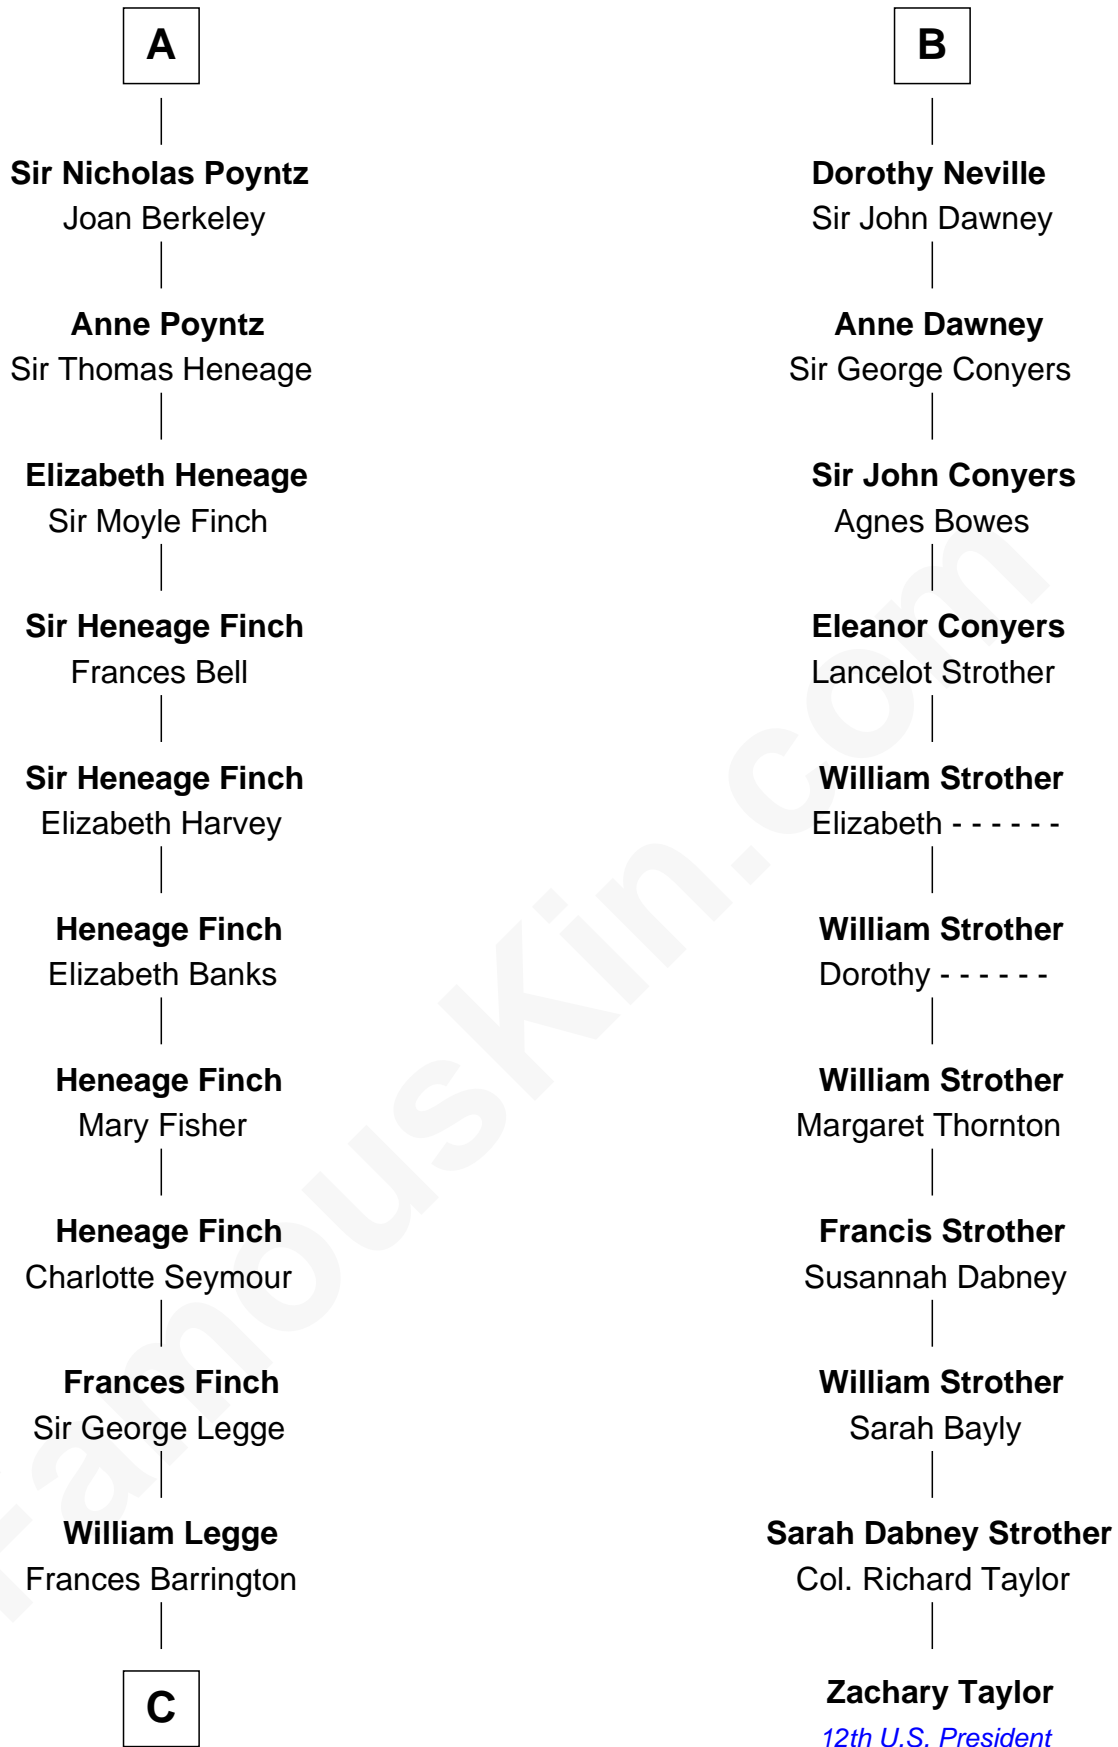 A
Sir Nicholas Poyntz
Joan Berkeley
Anne Poyntz
Sir Thomas Heneage
Elizabeth Heneage
Sir Moyle Finch
Sir Heneage Finch
Frances Bell
Sir Heneage Finch
Elizabeth Harvey
Heneage Finch
Elizabeth Banks
Heneage Finch
Mary Fisher
Heneage Finch
Charlotte Seymour
Frances Finch
Sir George Legge
William Legge
Frances Barrington
C
B
Dorothy Neville
Sir John Dawney
Anne Dawney
Sir George Conyers
Sir John Conyers
Agnes Bowes
Eleanor Conyers
Lancelot Strother
William Strother
Elizabeth - - - - - -
William Strother
Dorothy - - - - - -
William Strother
Margaret Thornton
Francis Strother
Susannah Dabney
William Strother
Sarah Bayly
Sarah Dabney Strother
Col. Richard Taylor
Zachary Taylor
12th U.S. President
FamousKin.com